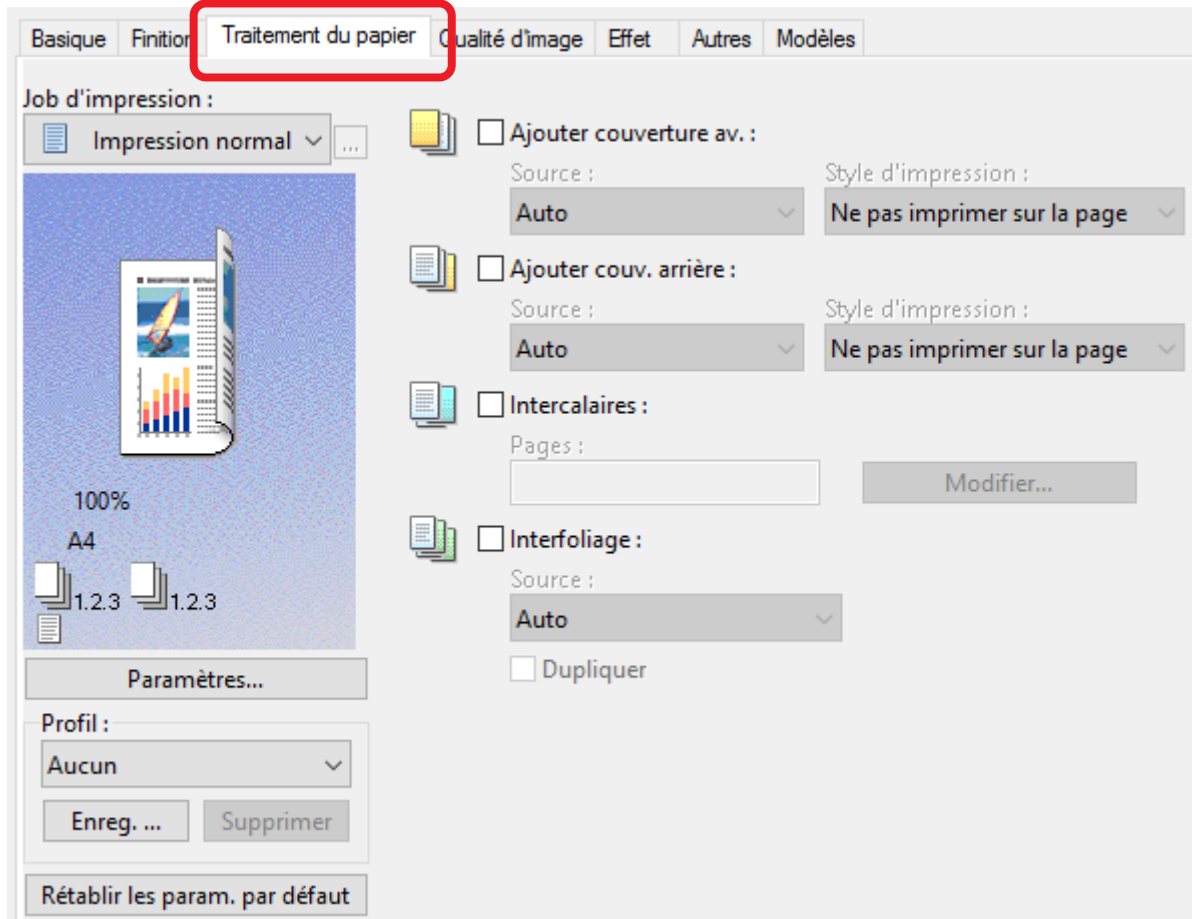 Basique Finition Traitement du papier Qualité d'image Effet Autres Modèles
Job d'impression :
Impression normal ...
100%
A4
1.2.3 1.2.3
Paramètres...
Profil :
Aucun
Enreg. ... Supprimer
Rétablir les param. par défaut
Ajouter couverture av. :
Source : Style d'impression :
Auto Ne pas imprimer sur la page
Ajouter couv. arrière :
Source : Style d'impression :
Auto Ne pas imprimer sur la page
Intercalaires :
Pages :
Modifier...
Interfoliage :
Source :
Auto
Dupliquer